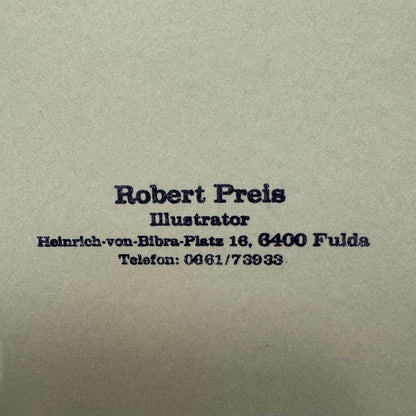 Robert Preis
Illustrator
Heinrich-von-Bibra-Platz 16, 6400 Fulda
Telefon: 0661/73933